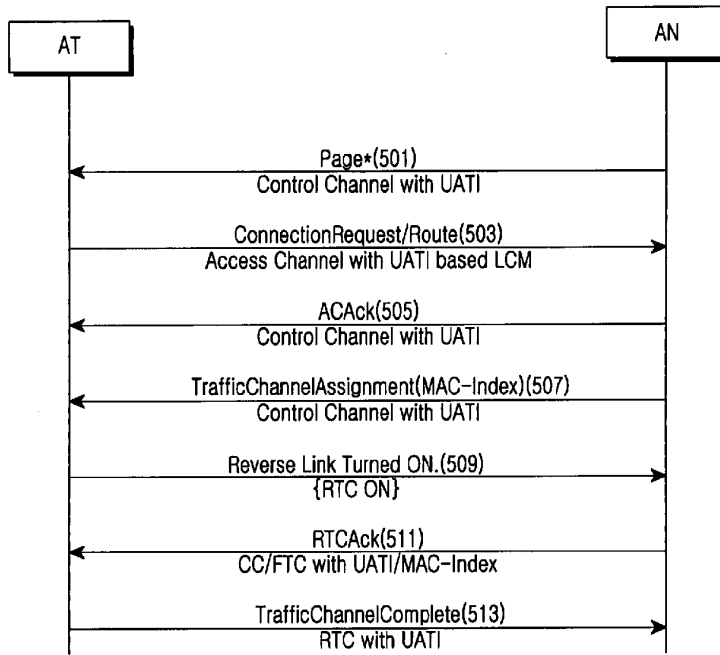 AT
AN
Page*(501)
Control Channel with UATI
ConnectionRequest/Route(503)
Access Channel with UATI based LCM
ACAck(505)
Control Channel with UATI
TrafficChannelAssignment(MAC-Index)(507)
Control Channel with UATI
Reverse Link Turned ON.(509)
{RTC ON}
RTCAck(511)
CC/FTC with UATI/MAC-Index
TrafficChannelComplete(513)
RTC with UATI